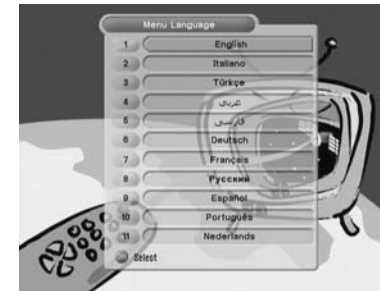 Menu Language
1 English
2 Italiano
3 Türkçe
4 عربي
5 فارسی
6 Deutsch
7 Français
8 Русский
9 Español
10 Português
11 Nederlands
Select